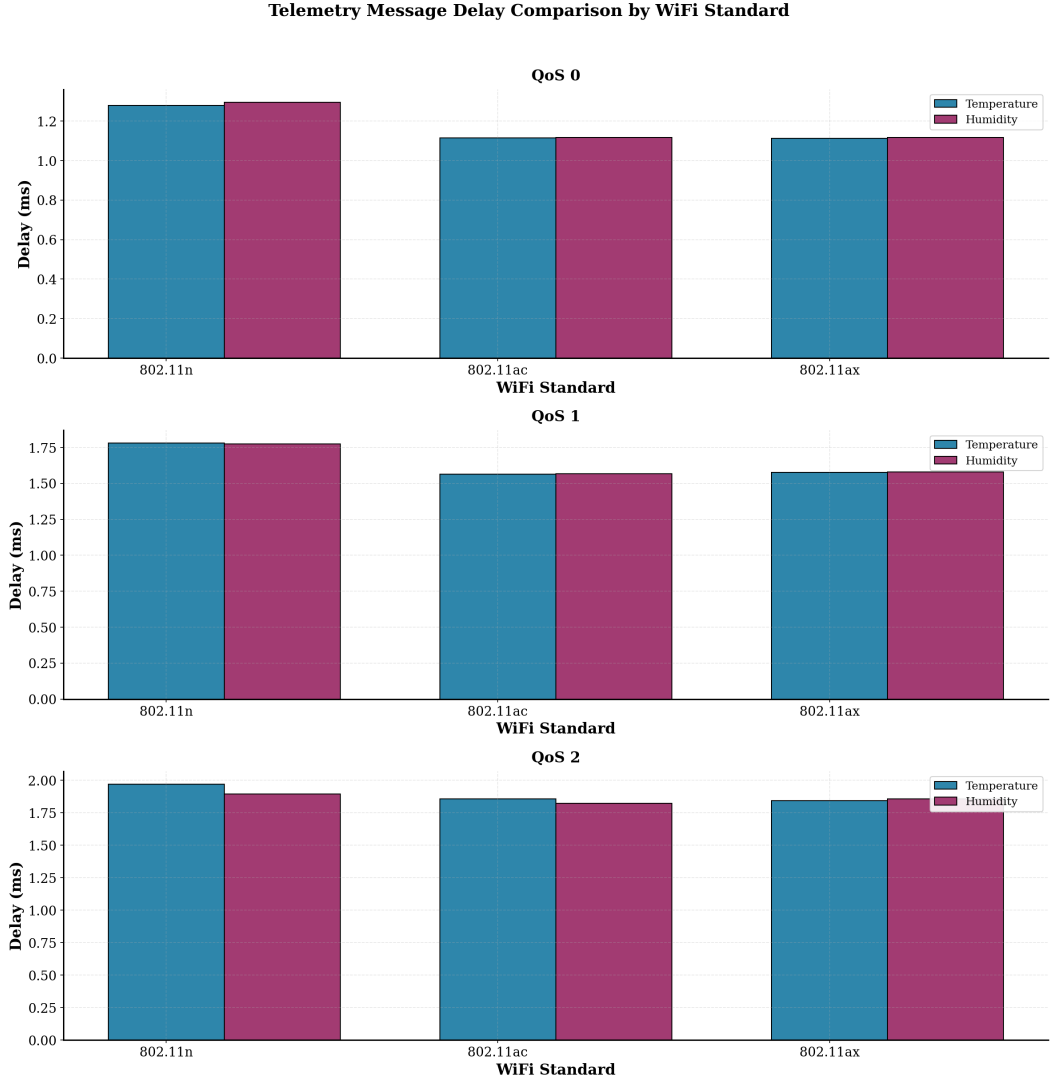 Telemetry Message Delay Comparison by WiFi Standard
QoS 0
Temperature
Humidity
Delay (ms)
1.2
1.0
0.8
0.6
0.4
0.2
0.0
802.11n 802.11ac 802.11ax
WiFi Standard
QoS 1
Temperature
Humidity
Delay (ms)
1.75
1.50
1.25
1.00
0.75
0.50
0.25
0.00
802.11n 802.11ac 802.11ax
WiFi Standard
QoS 2
Temperature
Humidity
Delay (ms)
2.00
1.75
1.50
1.25
1.00
0.75
0.50
0.25
0.00
802.11n 802.11ac 802.11ax
WiFi Standard